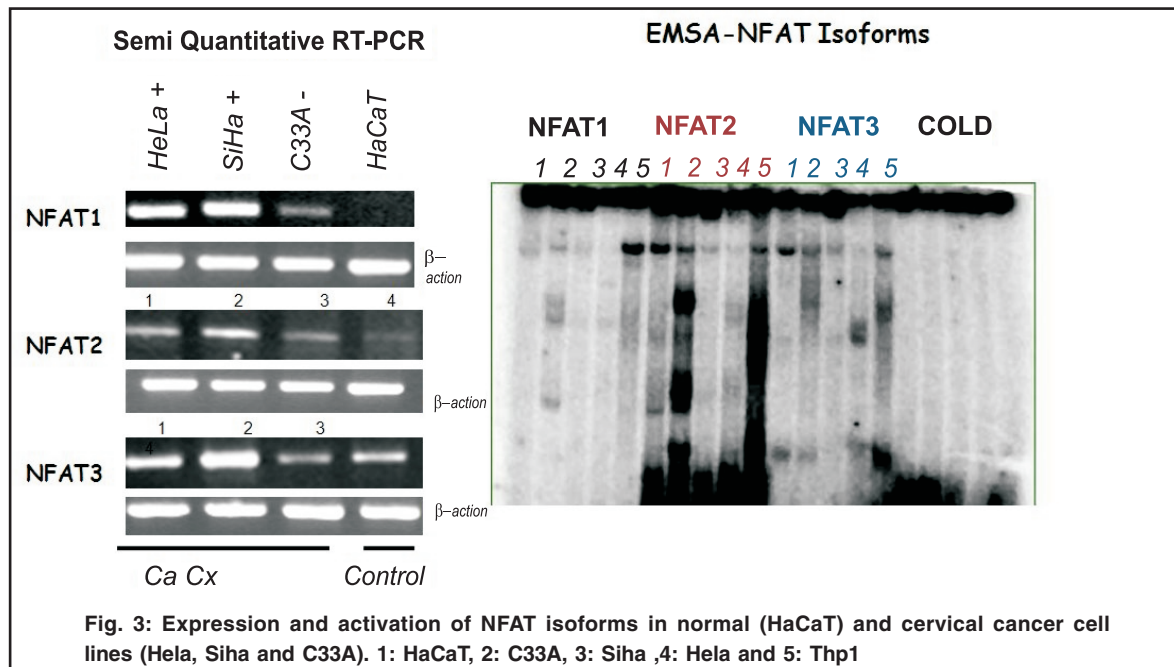 Semi Quantitative RT-PCR
HeLa +
SiHa +
C33A -
HaCaT
NFAT1
β–
action
1 2 3 4
NFAT2
β–action
1 2 3
4
NFAT3
β–action
Ca Cx Control
EMSA-NFAT Isoforms
NFAT1 NFAT2 NFAT3 COLD
1 2 3 4 5 1 2 3 4 5 1 2 3 4 5
Fig. 3: Expression and activation of NFAT isoforms in normal (HaCaT) and cervical cancer cell
lines (Hela, Siha and C33A). 1: HaCaT, 2: C33A, 3: Siha ,4: Hela and 5: Thp1